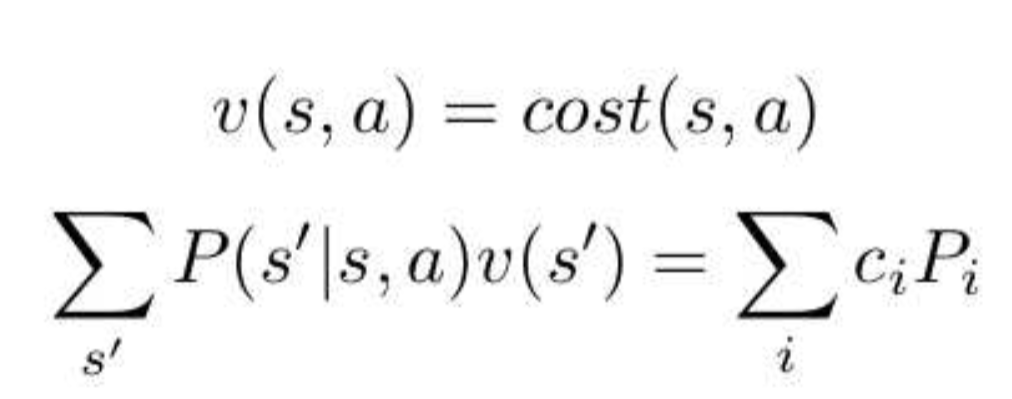 v(s, a) = cost(s, a)
∑_{s′} P(s′|s, a)v(s′) = ∑_i c_i P_i